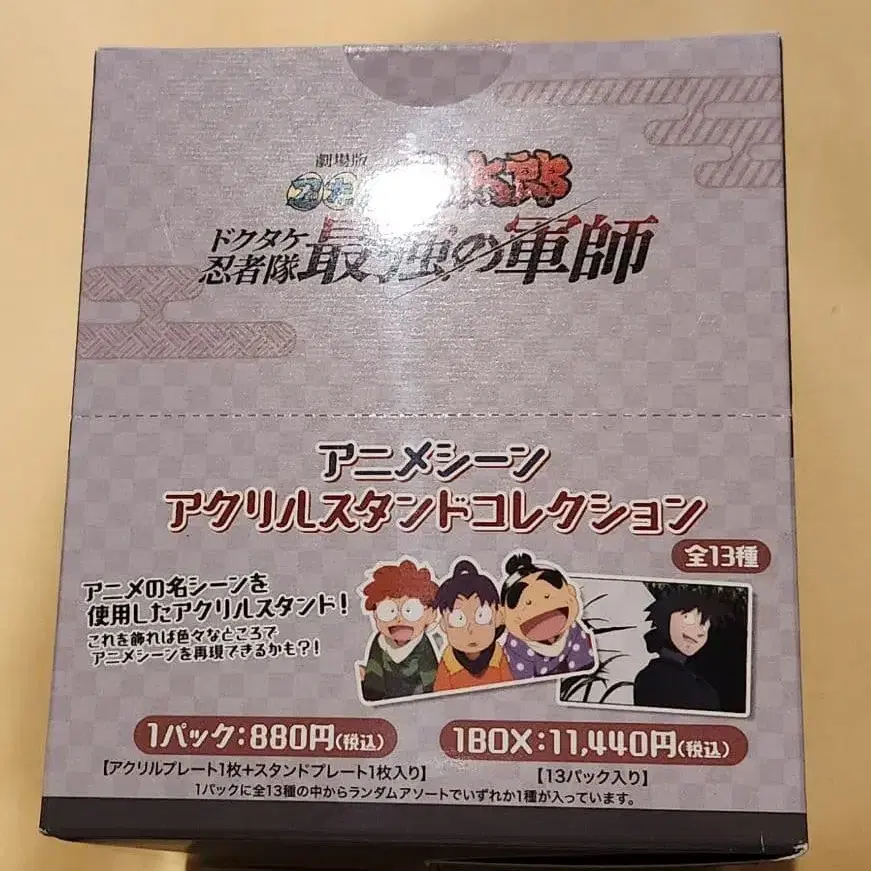 劇場版
太郎
ドクタケ
忍者隊
最強の軍師
アニメシーン
アクリルスタンドコレクション
全13種
アニメの名シーンを
使用したアクリルスタンド!
これを飾れば色々なところで
アニメシーンを再現できるかも?!
1パック:880円(税込)
1BOX:11,440円(税込)
【アクリルプレート1枚+スタンドプレート1枚入り】
【13パック入り】
1パックに全13種の中からランダムアソートでいずれか1種が入っています。